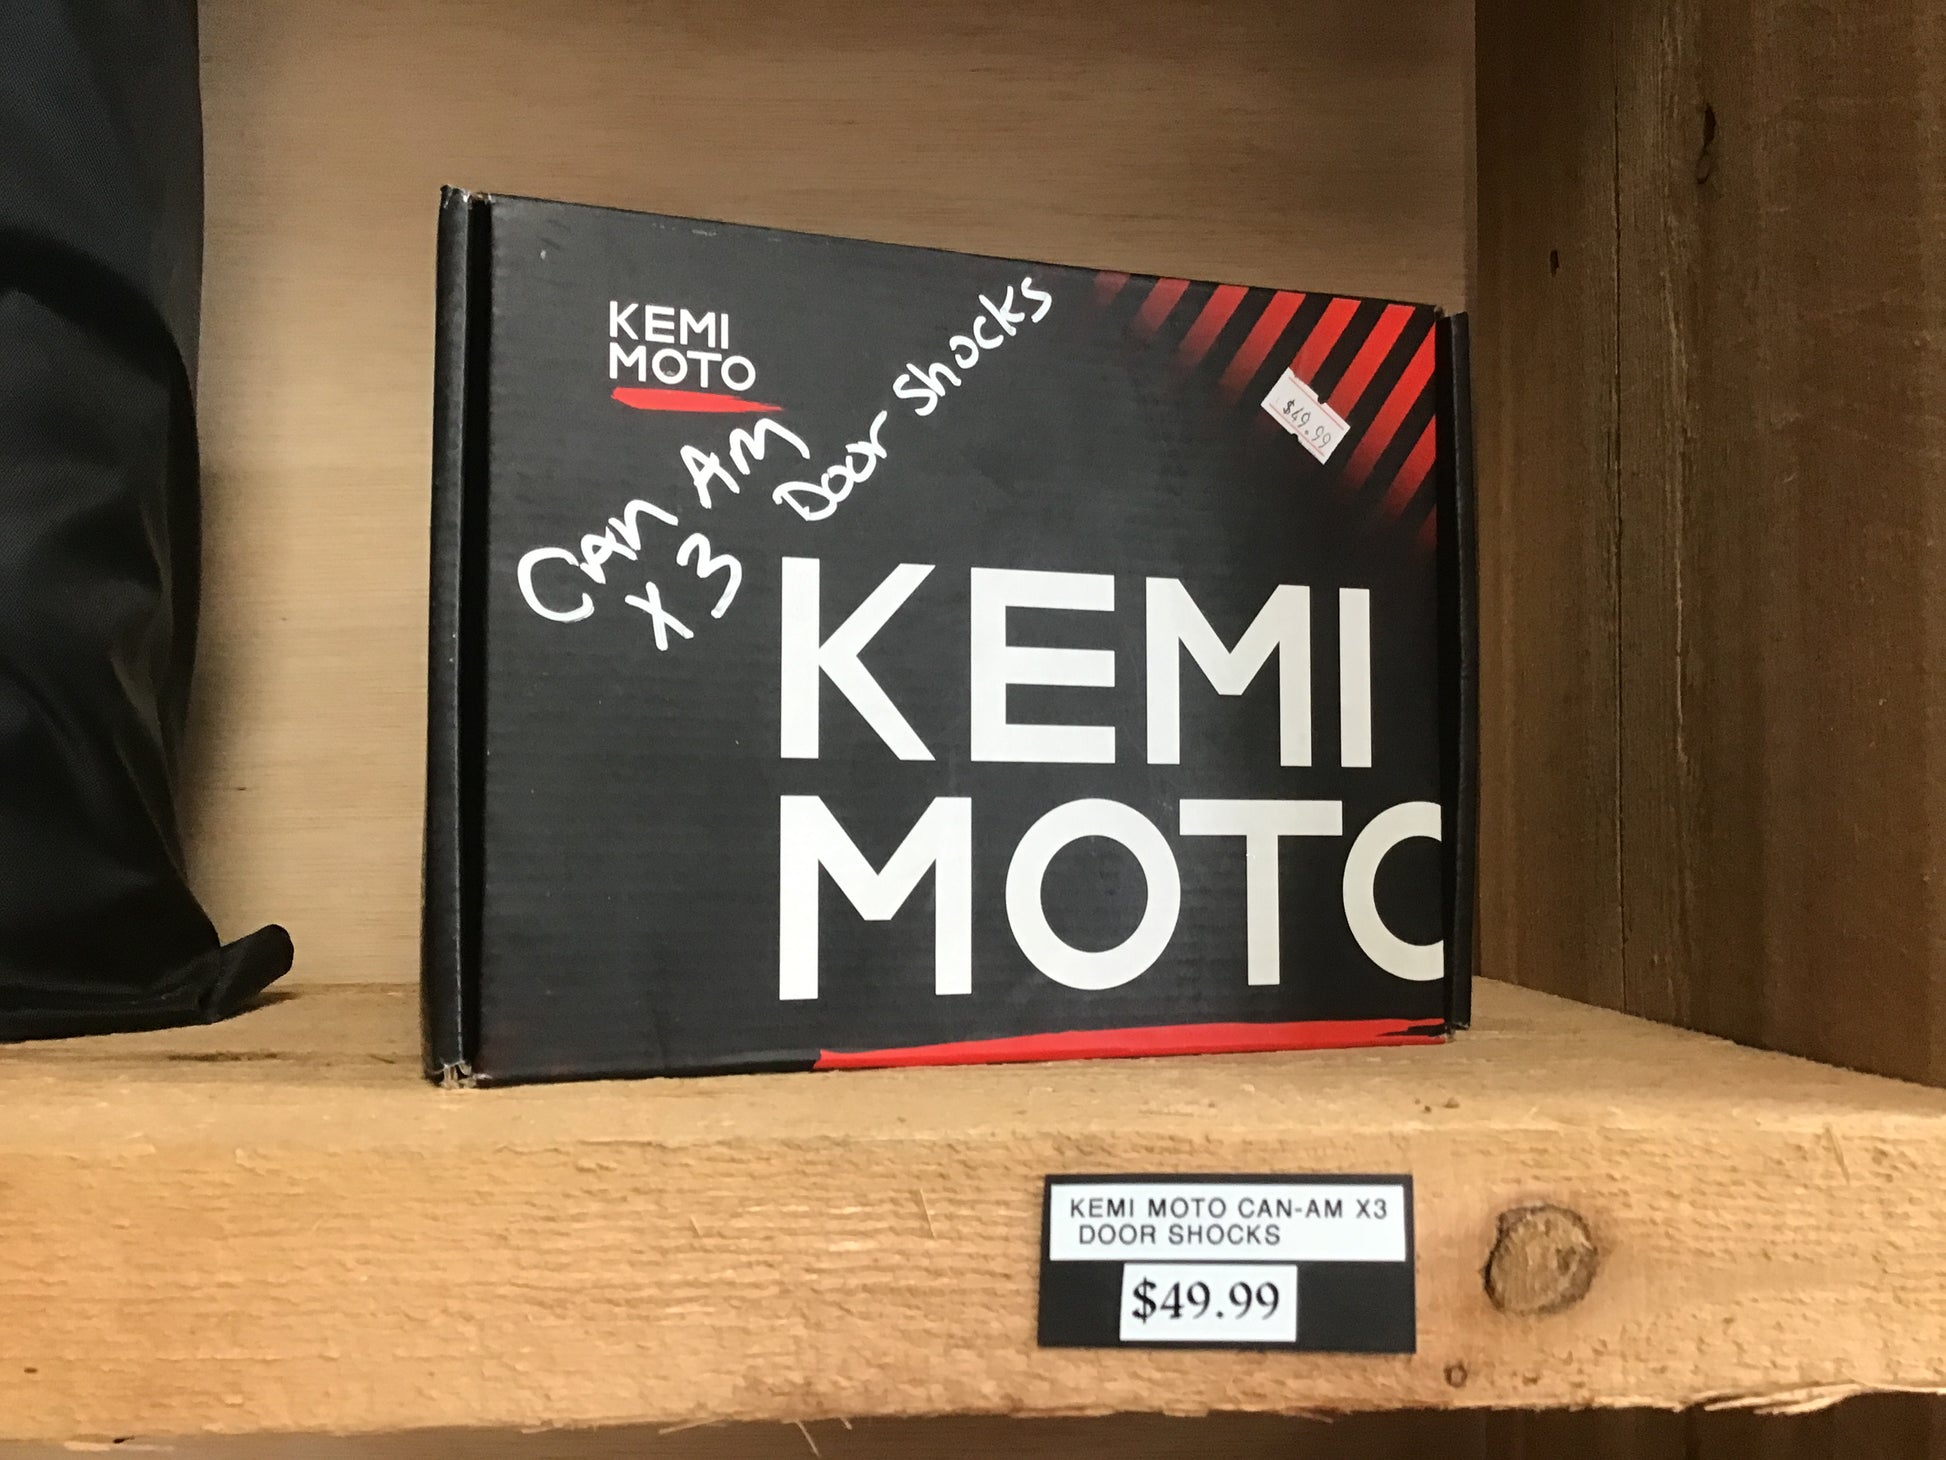 KEMI
MOTO
Can Am
X3
Door Shocks
$49.99
KEMI
MOTO
KEMI MOTO CAN-AM X3
DOOR SHOCKS
$49.99